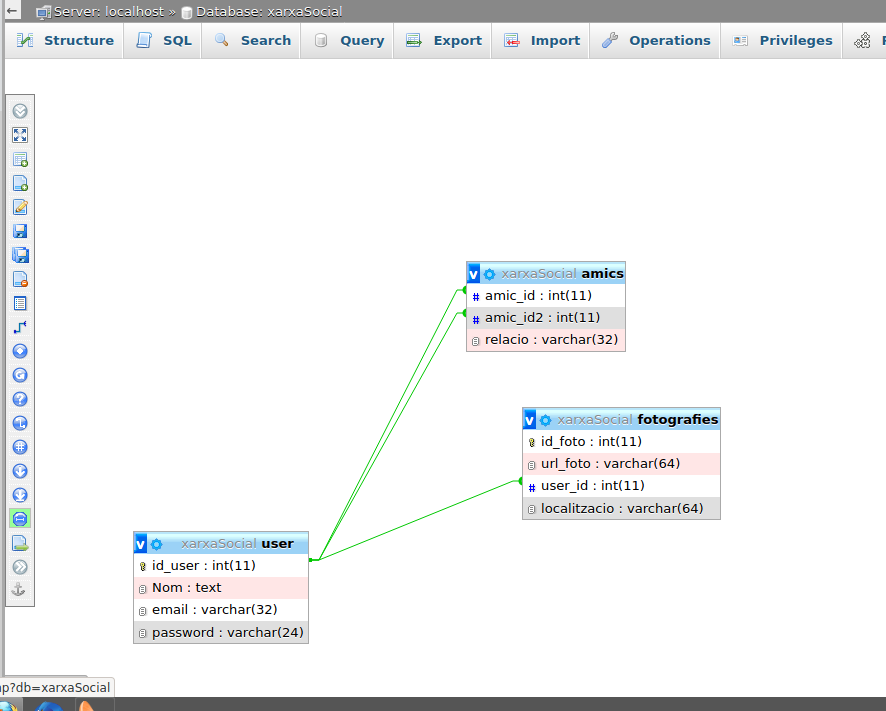 Server: localhost » Database: xarxaSocial
Structure SQL Search Query Export Import Operations Privileges
xarxaSocial amics
amic_id : int(11)
amic_id2 : int(11)
relacio : varchar(32)
xarxaSocial fotografies
id_foto : int(11)
url_foto : varchar(64)
user_id : int(11)
localitzacio : varchar(64)
xarxaSocial user
id_user : int(11)
Nom : text
email : varchar(32)
password : varchar(24)
p?db=xarxaSocial